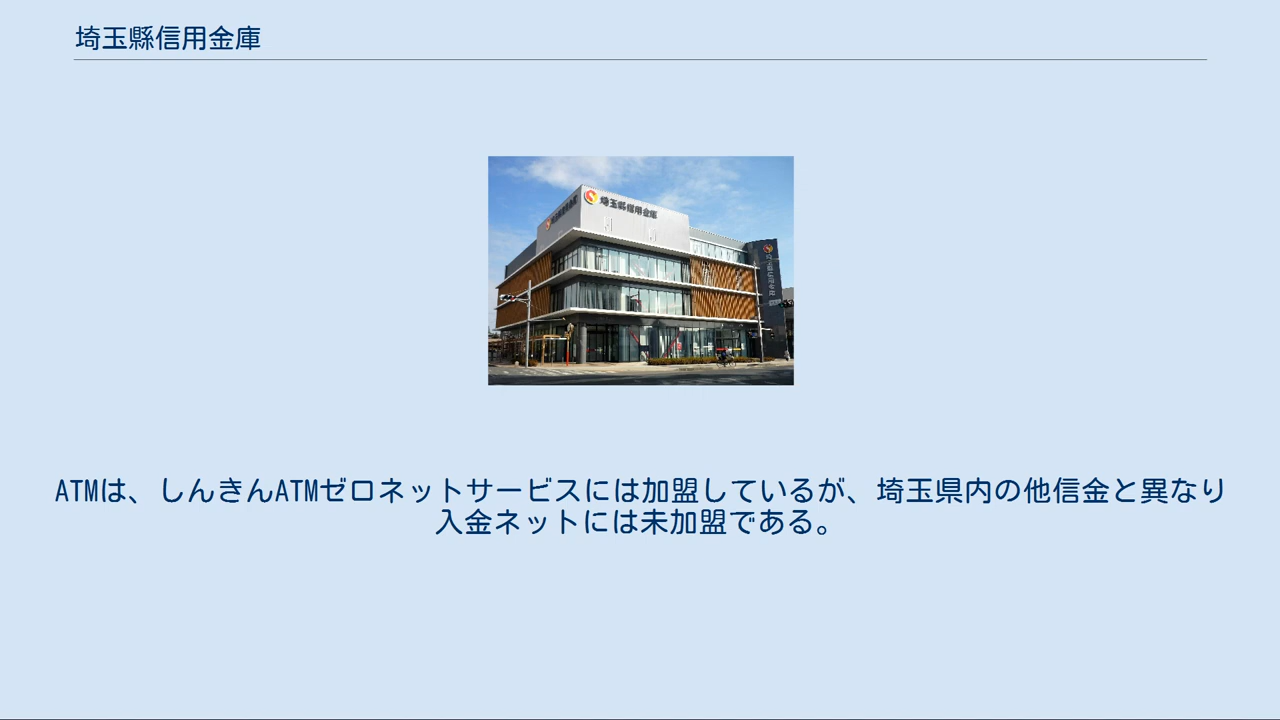 埼玉縣信用金庫
埼玉縣信用金庫
ATMは、しんきんATMゼロネットサービスには加盟しているが、埼玉県内の他信金と異なり
入金ネットには未加盟である。